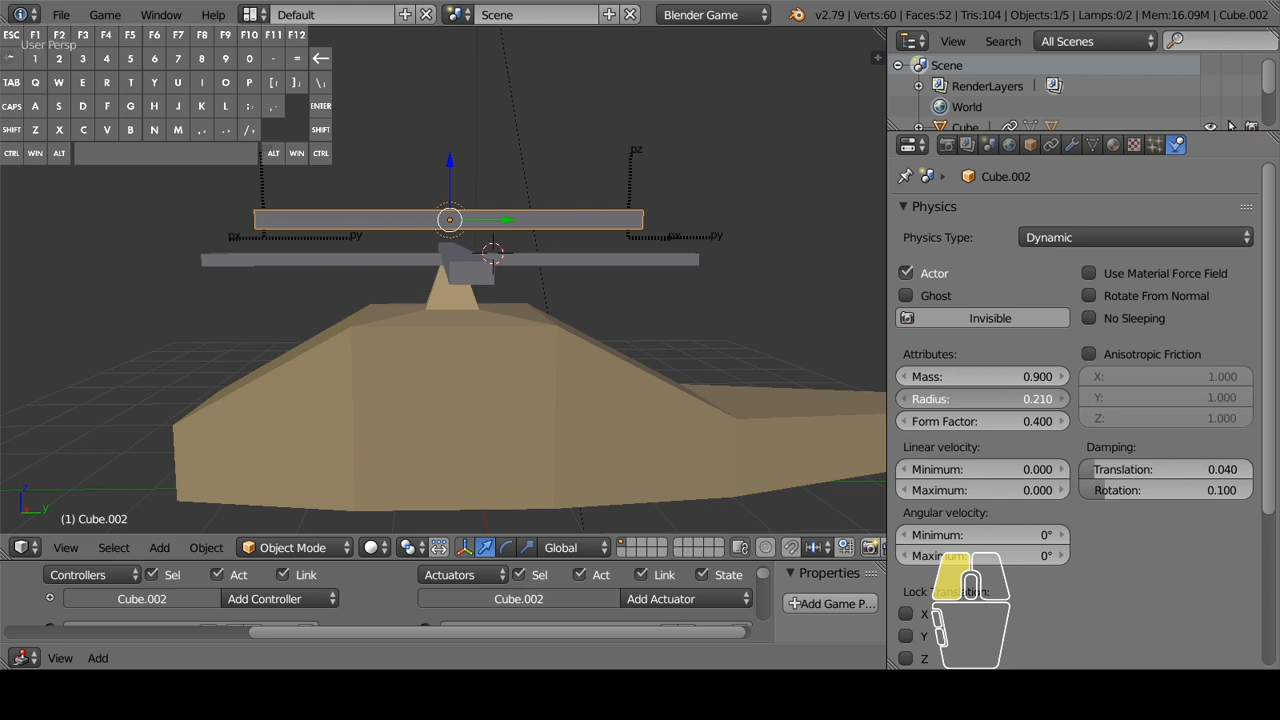 File Game Window Help Default Scene Blender Game v2.79 | Verts:60 | Faces:52 | Tris:104 | Objects:1/5 | Lamps:0/2 | Mem:16.09M | Cube.002
ESC F1 F2 F3 F4 F5 F6 F7 F8 F9 F10 F11 F12
User Persp
1 2 3 4 5 6 7 8 9 0 - =
TAB Q W E R T Y U I O P [ \
CAPS A S D F G H J K L ; ENTER
SHIFT Z X C V B N M , . / SHIFT
CTRL WIN ALT ALT WIN CTRL
pz
px py px py
z
y
(1) Cube.002
View Select Add Object Object Mode Global
Controllers Sel Act Link Actuators Sel Act Link State Properties
Cube.002 Add Controller Cube.002 Add Actuator Add Game P...
View Add
View Search All Scenes
Scene
RenderLayers
World
Cube
Cube.002
Physics
Physics Type: Dynamic
Actor Use Material Force Field
Ghost Rotate From Normal
Invisible No Sleeping
Attributes: Anisotropic Friction
Mass: 0.900 X: 1.000
Radius: 0.210 Y: 1.000
Form Factor: 0.400 Z: 1.000
Linear velocity: Damping:
Minimum: 0.000 Translation: 0.040
Maximum: 0.000 Rotation: 0.100
Angular velocity:
Minimum: 0°
Maximum: 0°
Lock Translation:
X
Y
Z